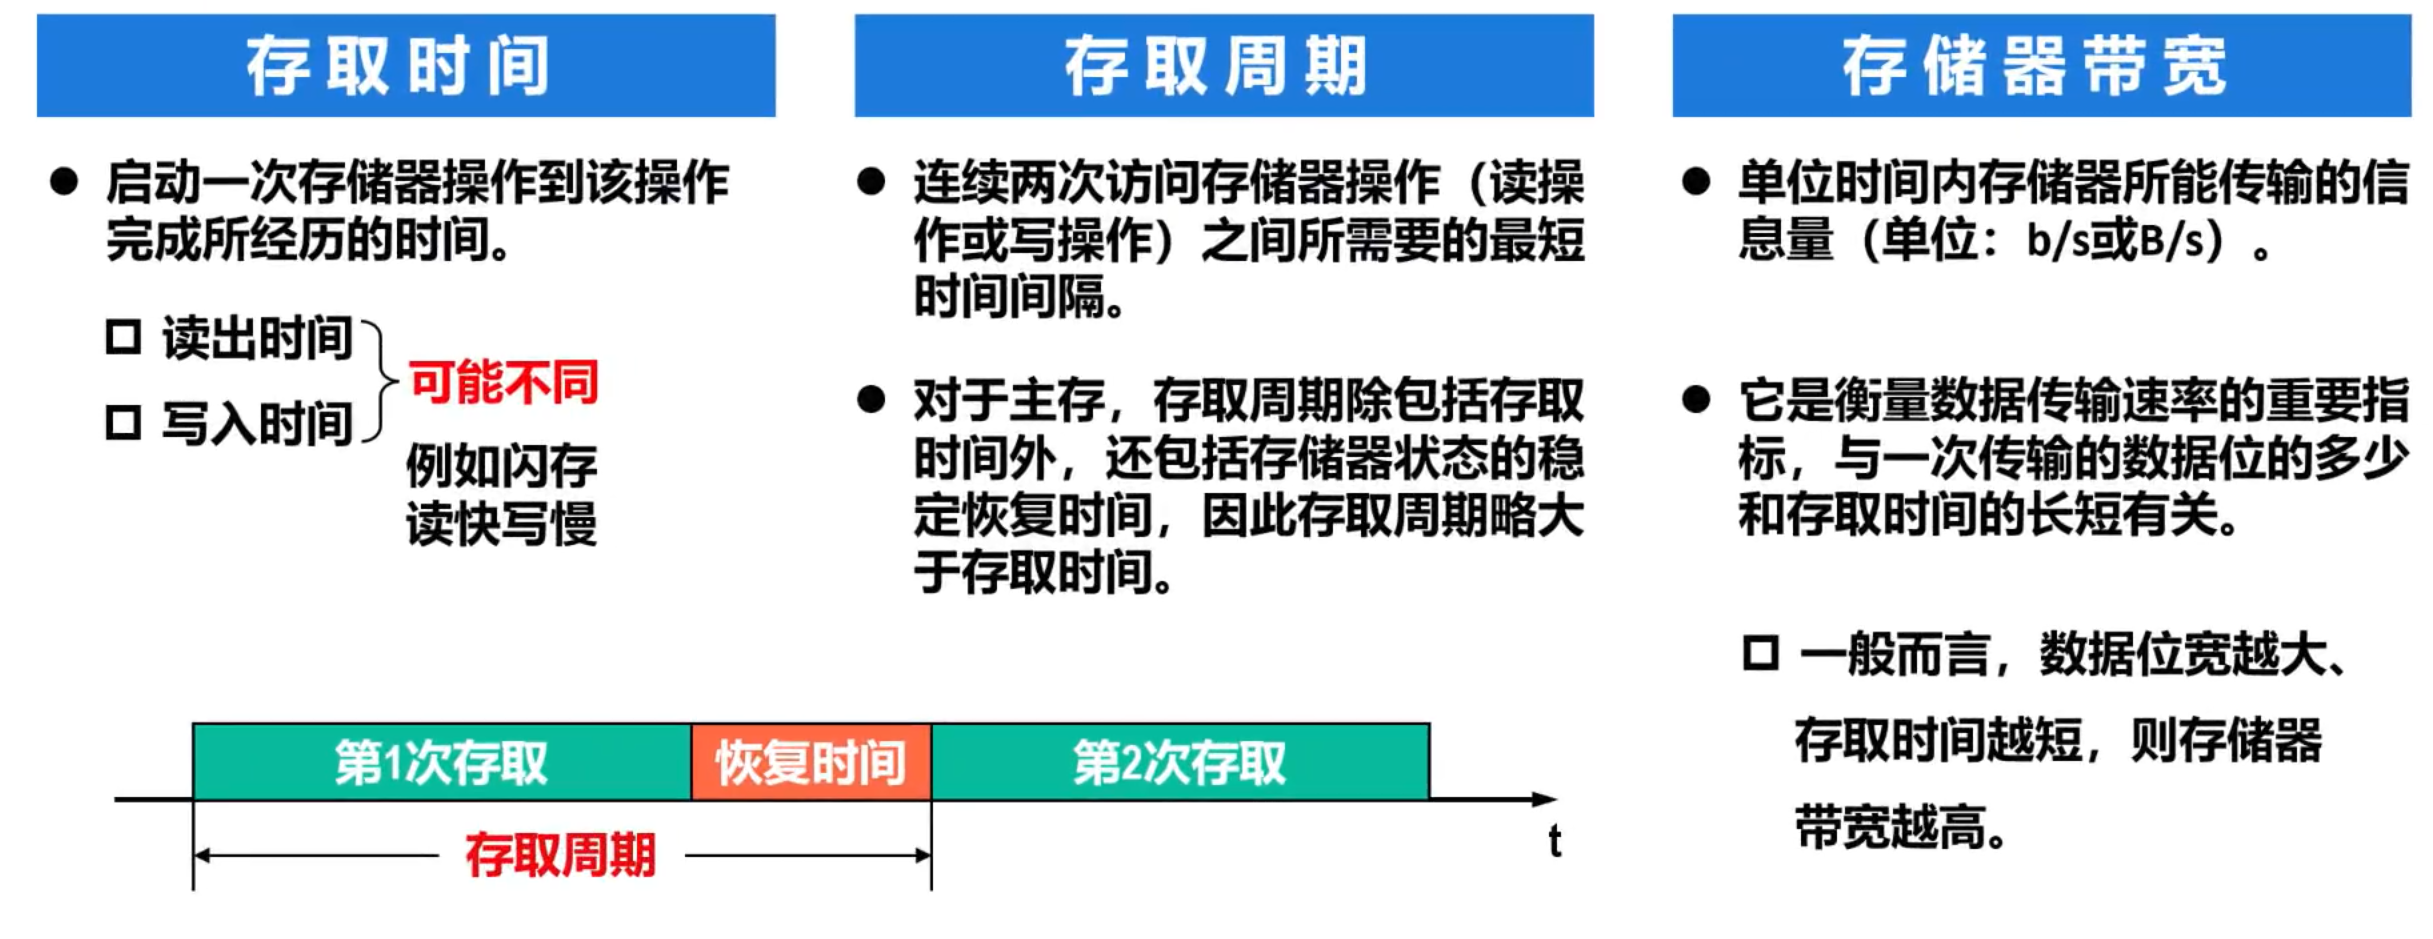 存取时间
● 启动一次存储器操作到该操作
完成所经历的时间。
□ 读出时间
□ 写入时间
可能不同
例如闪存
读快写慢
存取周期
● 连续两次访问存储器操作（读操
作或写操作）之间所需要的最短
时间间隔。
● 对于主存，存取周期除包括存取
时间外，还包括存储器状态的稳
定恢复时间，因此存取周期略大
于存取时间。
存储器带宽
● 单位时间内存储器所能传输的信
息量（单位：b/s或B/s）。
● 它是衡量数据传输速率的重要指
标，与一次传输的数据位的多少
和存取时间的长短有关。
□ 一般而言，数据位宽越大、
存取时间越短，则存储器
带宽越高。
第1次存取 恢复时间 第2次存取
存取周期
t